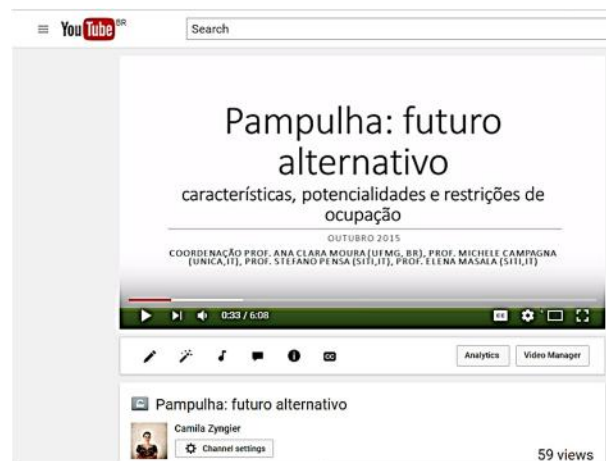 YouTube BR
Search
Pampulha: futuro
alternativo
características, potencialidades e restrições de
ocupação
OUTUBRO 2015
COORDENAÇÃO PROF. ANA CLARA MOURA (UFMG, BR), PROF. MICHELE CAMPAGNA
(UNICA,IT), PROF. STEFANO PENSA (SITI,IT), PROF. ELENA MASALA (SITI,IT)
0:33 / 6:08
CC
CC
Analytics
Video Manager
Pampulha: futuro alternativo
Camila Zyngier
Channel settings
59 views